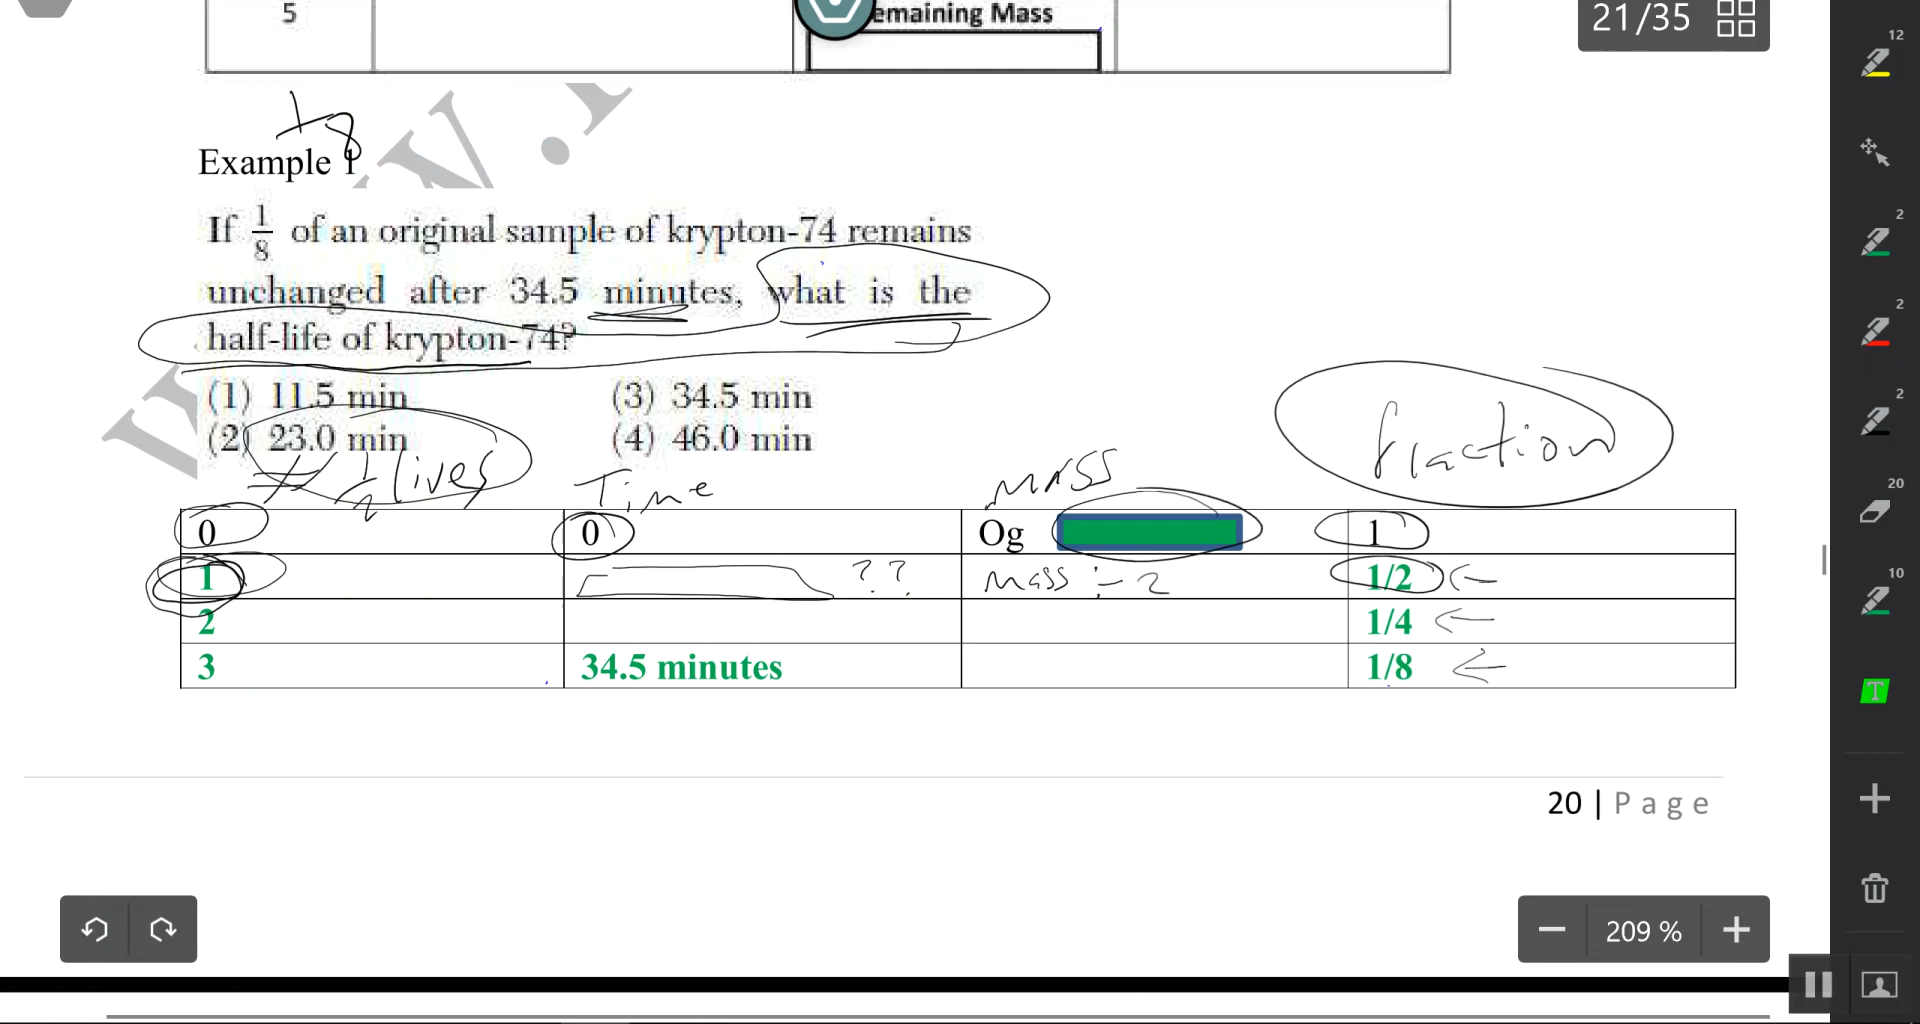 5
emaining Mass
21/35
12
1/8
Example 1
If 1/8 of an original sample of krypton-74 remains
unchanged after 34.5 minutes, what is the
half-life of krypton-74?
(1) 11.5 min (3) 34.5 min
(2) 23.0 min (4) 46.0 min
2
2
2
20
10
# 1/2 lives Time Mass fraction
0 0 Og 1
1 ?? Mass ÷ 2 1/2 ←
2 1/4 ←
3 34.5 minutes 1/8 ←
T
20 | Page
209 %